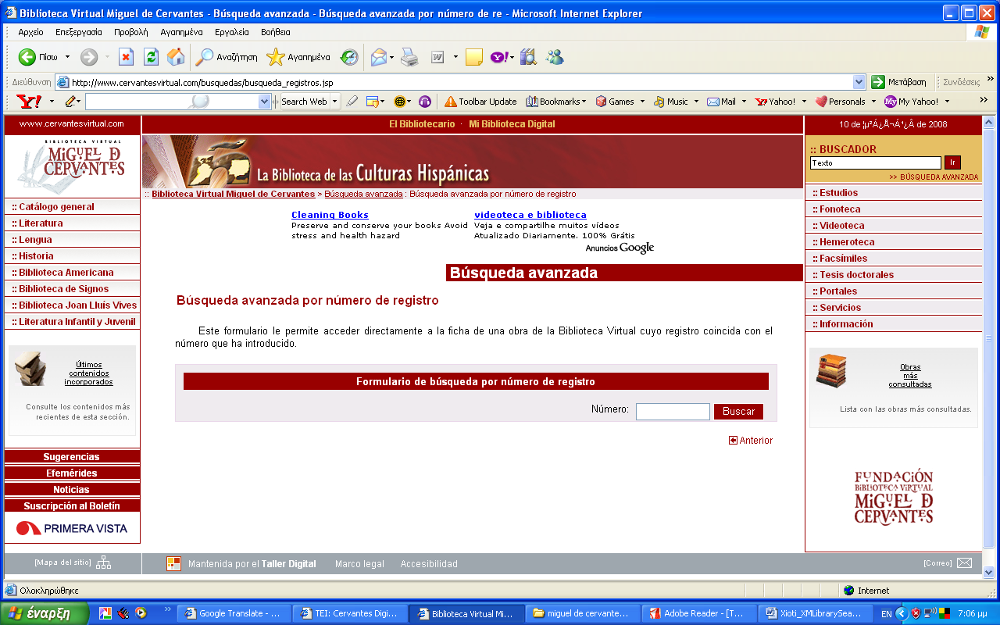 Biblioteca Virtual Miguel de Cervantes - Búsqueda avanzada - Búsqueda avanzada por número de re - Microsoft Internet Explorer
Αρχείο Επεξεργασία Προβολή Αγαπημένα Εργαλεία Βοήθεια
Πίσω Αναζήτηση Αγαπημένα
Διεύθυνση http://www.cervantesvirtual.com/busquedas/busqueda_registros.jsp Μετάβαση Συνδέσεις »
Y! Search Web Toolbar Update Bookmarks Games Music Mail Yahoo! Personals My Yahoo! »
www.cervantesvirtual.com
El Bibliotecario · Mi Biblioteca Digital
10 de ¦µ²Á¿Å¬Á¹¿Â de 2008
BIBLIOTECA VIRTUAL
MIGUEL D
CERVANTES
La Biblioteca de las Culturas Hispánicas
:: BUSCADOR
Texto Ir
>> BÚSQUEDA AVANZADA
:: Biblioteca Virtual Miguel de Cervantes > Búsqueda avanzada : Búsqueda avanzada por número de registro
:: Catálogo general
:: Literatura
:: Lengua
:: Historia
:: Biblioteca Americana
:: Biblioteca de Signos
:: Biblioteca Joan Lluís Vives
:: Literatura Infantil y Juvenil
Últimos
contenidos
incorporados
Consulte los contenidos más
recientes de esta sección.
Sugerencias
Efemérides
Noticias
Suscripción al Boletín
PRIMERA VISTA
Cleaning Books
Preserve and conserve your books Avoid
stress and health hazard
videoteca e biblioteca
Veja e compartilhe muitos vídeos
Atualizado Diariamente. 100% Grátis
Anuncios Google
Búsqueda avanzada
Búsqueda avanzada por número de registro
Este formulario le permite acceder directamente a la ficha de una obra de la Biblioteca Virtual cuyo registro coincida con el
número que ha introducido.
Formulario de búsqueda por número de registro
Número: Buscar
Anterior
:: Estudios
:: Fonoteca
:: Videoteca
:: Hemeroteca
:: Facsímiles
:: Tesis doctorales
:: Portales
:: Servicios
:: Información
Obras
más
consultadas
Lista con las obras más consultadas.
FUNDACIÓN
BIBLIOTECA VIRTUAL
MIGUEL D
CERVANTES
[Mapa del sitio] Mantenida por el Taller Digital Marco legal Accesibilidad [Correo]
Ολοκληρώθηκε Internet
έναρξη » Google Translate - ... TEI: Cervantes Digi... Biblioteca Virtual Mi... miguel de cervante... Adobe Reader - [T... Xioti_XMLibrarySea... EN 7:06 μμ